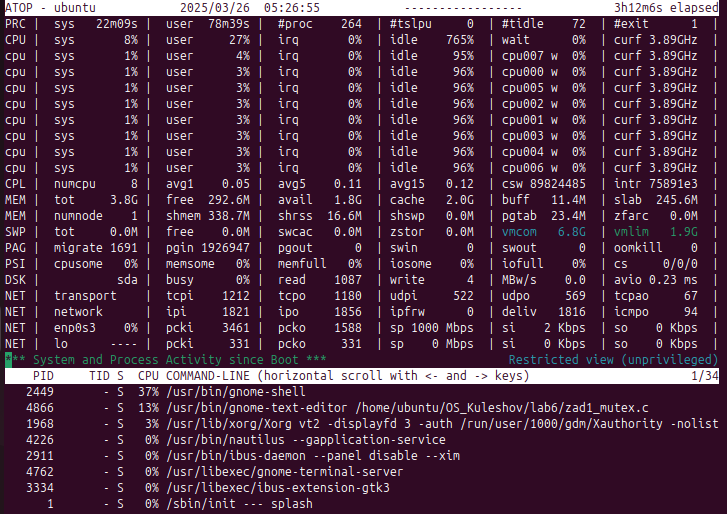 ATOP - ubuntu 2025/03/26 05:26:55 ---------------- 3h12m6s elapsed
PRC | sys 22m09s | user 78m39s | #proc 264 | #tslpu 0 | #tidle 72 | #exit 1 |
CPU | sys 8% | user 27% | irq 0% | idle 765% | wait 0% | curf 3.89GHz |
cpu | sys 1% | user 4% | irq 0% | idle 95% | cpu007 w 0% | curf 3.89GHz |
cpu | sys 1% | user 3% | irq 0% | idle 96% | cpu000 w 0% | curf 3.89GHz |
cpu | sys 1% | user 3% | irq 0% | idle 96% | cpu005 w 0% | curf 3.89GHz |
cpu | sys 1% | user 3% | irq 0% | idle 96% | cpu002 w 0% | curf 3.89GHz |
cpu | sys 1% | user 3% | irq 0% | idle 96% | cpu001 w 0% | curf 3.89GHz |
cpu | sys 1% | user 3% | irq 0% | idle 96% | cpu003 w 0% | curf 3.89GHz |
cpu | sys 1% | user 3% | irq 0% | idle 96% | cpu004 w 0% | curf 3.89GHz |
cpu | sys 1% | user 3% | irq 0% | idle 96% | cpu006 w 0% | curf 3.89GHz |
CPL | numcpu 8 | avg1 0.05 | avg5 0.11 | avg15 0.12 | csw 89824485 | intr 75891e3 |
MEM | tot 3.8G | free 292.6M | avail 1.8G | cache 2.0G | buff 11.4M | slab 245.6M |
MEM | numnode 1 | shmem 338.7M | shrss 16.6M | shswp 0.0M | pgtab 23.4M | zfarc 0.0M |
SWP | tot 0.0M | free 0.0M | swcac 0.0M | zstor 0.0M | vmcom 6.8G | vmlim 1.9G |
PAG | migrate 1691 | pgin 1926947 | pgout 0 | swin 0 | swout 0 | oomkill 0 |
PSI | cpusome 0% | memsome 0% | memfull 0% | iosome 0% | iofull 0% | cs 0/0/0 |
DSK | sda | busy 0% | read 1087 | write 4 | MBw/s 0.0 | avio 0.23 ms |
NET | transport | tcpi 1212 | tcpo 1180 | udpi 522 | udpo 569 | tcpao 67 |
NET | network | ipi 1821 | ipo 1856 | ipfrw 0 | deliv 1816 | icmpo 94 |
NET | enp0s3 0% | pcki 3461 | pcko 1588 | sp 1000 Mbps | si 2 Kbps | so 0 Kbps |
NET | lo ---- | pcki 331 | pcko 331 | sp 0 Mbps | si 0 Kbps | so 0 Kbps |
*** System and Process Activity since Boot *** Restricted view (unprivileged)
PID TID S CPU COMMAND-LINE (horizontal scroll with <- and -> keys) 1/34
2449 - S 37% /usr/bin/gnome-shell
4866 - S 13% /usr/bin/gnome-text-editor /home/ubuntu/OS_Kuleshov/lab6/zad1_mutex.c
1968 - S 3% /usr/lib/xorg/Xorg vt2 -displayfd 3 -auth /run/user/1000/gdm/Xauthority -nolist
4226 - S 0% /usr/bin/nautilus --gapplication-service
2911 - S 0% /usr/bin/ibus-daemon --panel disable --xim
4762 - S 0% /usr/libexec/gnome-terminal-server
3334 - S 0% /usr/libexec/ibus-extension-gtk3
1 - S 0% /sbin/init --- splash